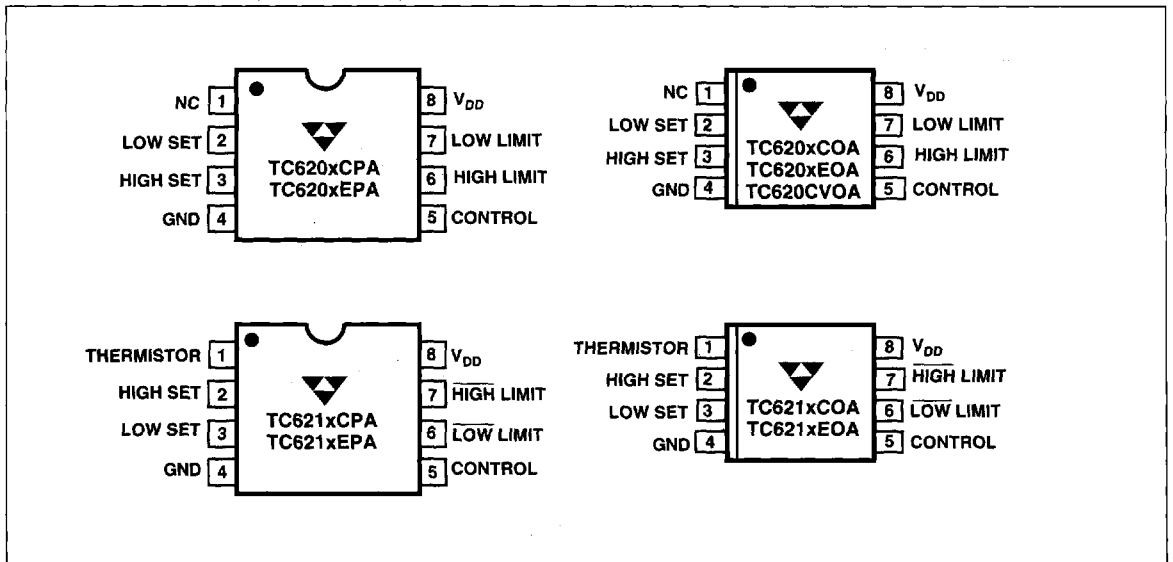 NC 1
LOW SET 2
HIGH SET 3
GND 4
TC620xCPA
TC620xEPA
8 VDD
7 LOW LIMIT
6 HIGH LIMIT
5 CONTROL
NC 1
LOW SET 2
HIGH SET 3
GND 4
TC620xCOA
TC620xEOA
TC620CVOA
8 VDD
7 LOW LIMIT
6 HIGH LIMIT
5 CONTROL
THERMISTOR 1
HIGH SET 2
LOW SET 3
GND 4
TC621xCPA
TC621xEPA
8 VDD
7 H̅I̅G̅H̅ LIMIT
6 L̅O̅W̅ LIMIT
5 CONTROL
THERMISTOR 1
HIGH SET 2
LOW SET 3
GND 4
TC621xCOA
TC621xEOA
8 VDD
7 H̅I̅G̅H̅ LIMIT
6 L̅O̅W̅ LIMIT
5 CONTROL